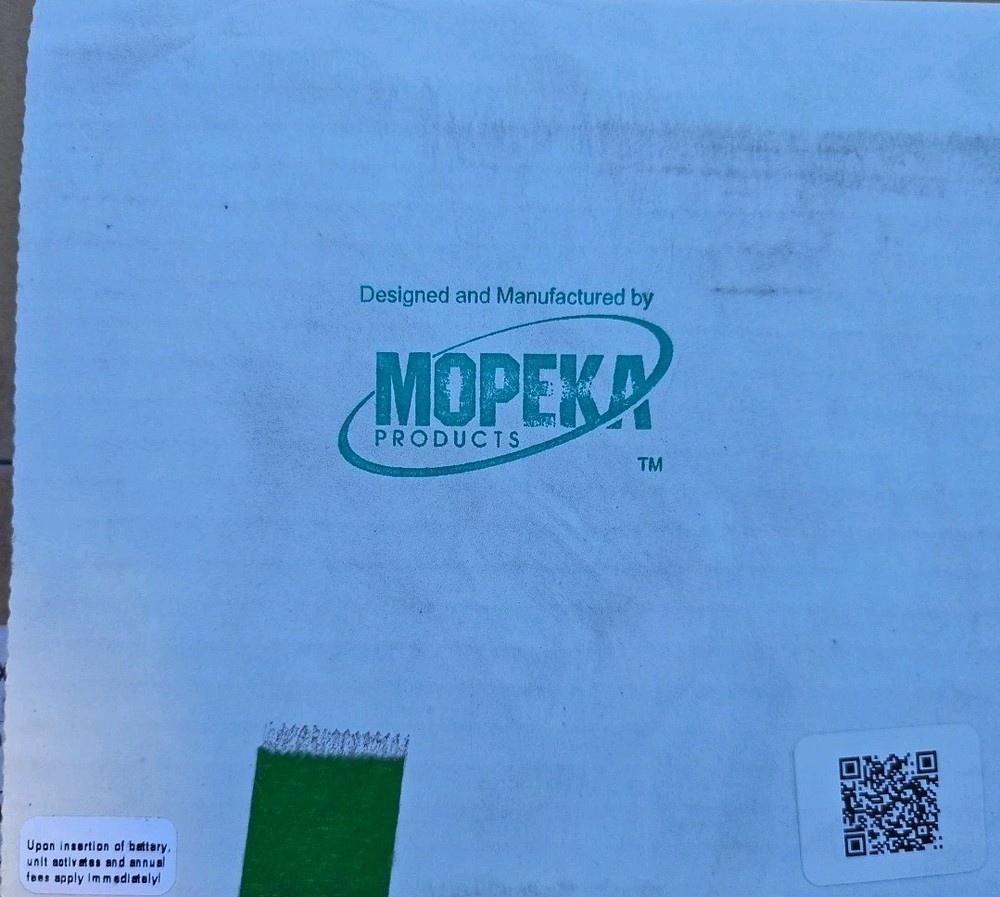 Designed and Manufactured by
MOPEKA
PRODUCTS
TM
Upon insertion of battery,
unit activates and annual
fees apply immediately!